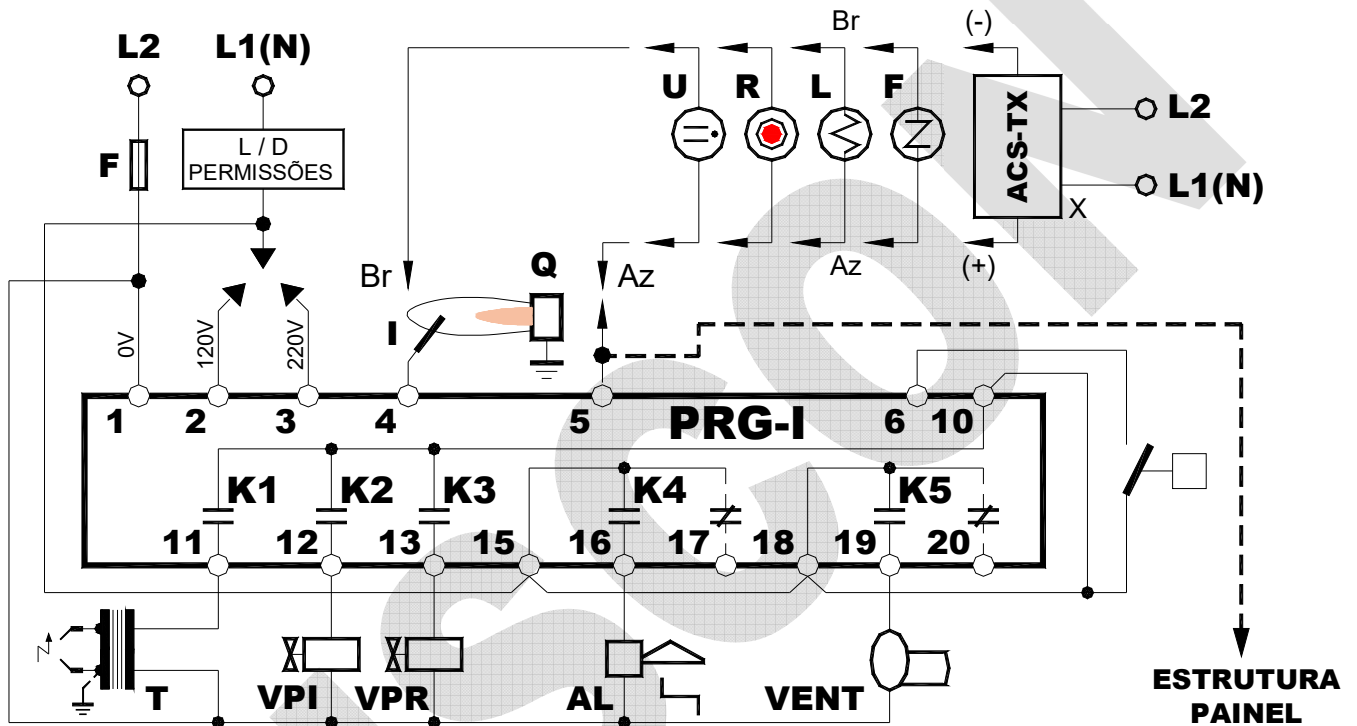 L2 L1(N)
Br (-)
U R L F
ACS-TX
L2
L1(N)
X
F
L / D
PERMISSÕES
Br
I
Q
Az
Az
(+)
0V
120V
220V
1 2 3 4 5 PRG-I 6 10
K1 K2 K3 K4 K5
11 12 13 15 16 17 18 19 20
T VPI VPR AL VENT
ESTRUTURA
PAINEL